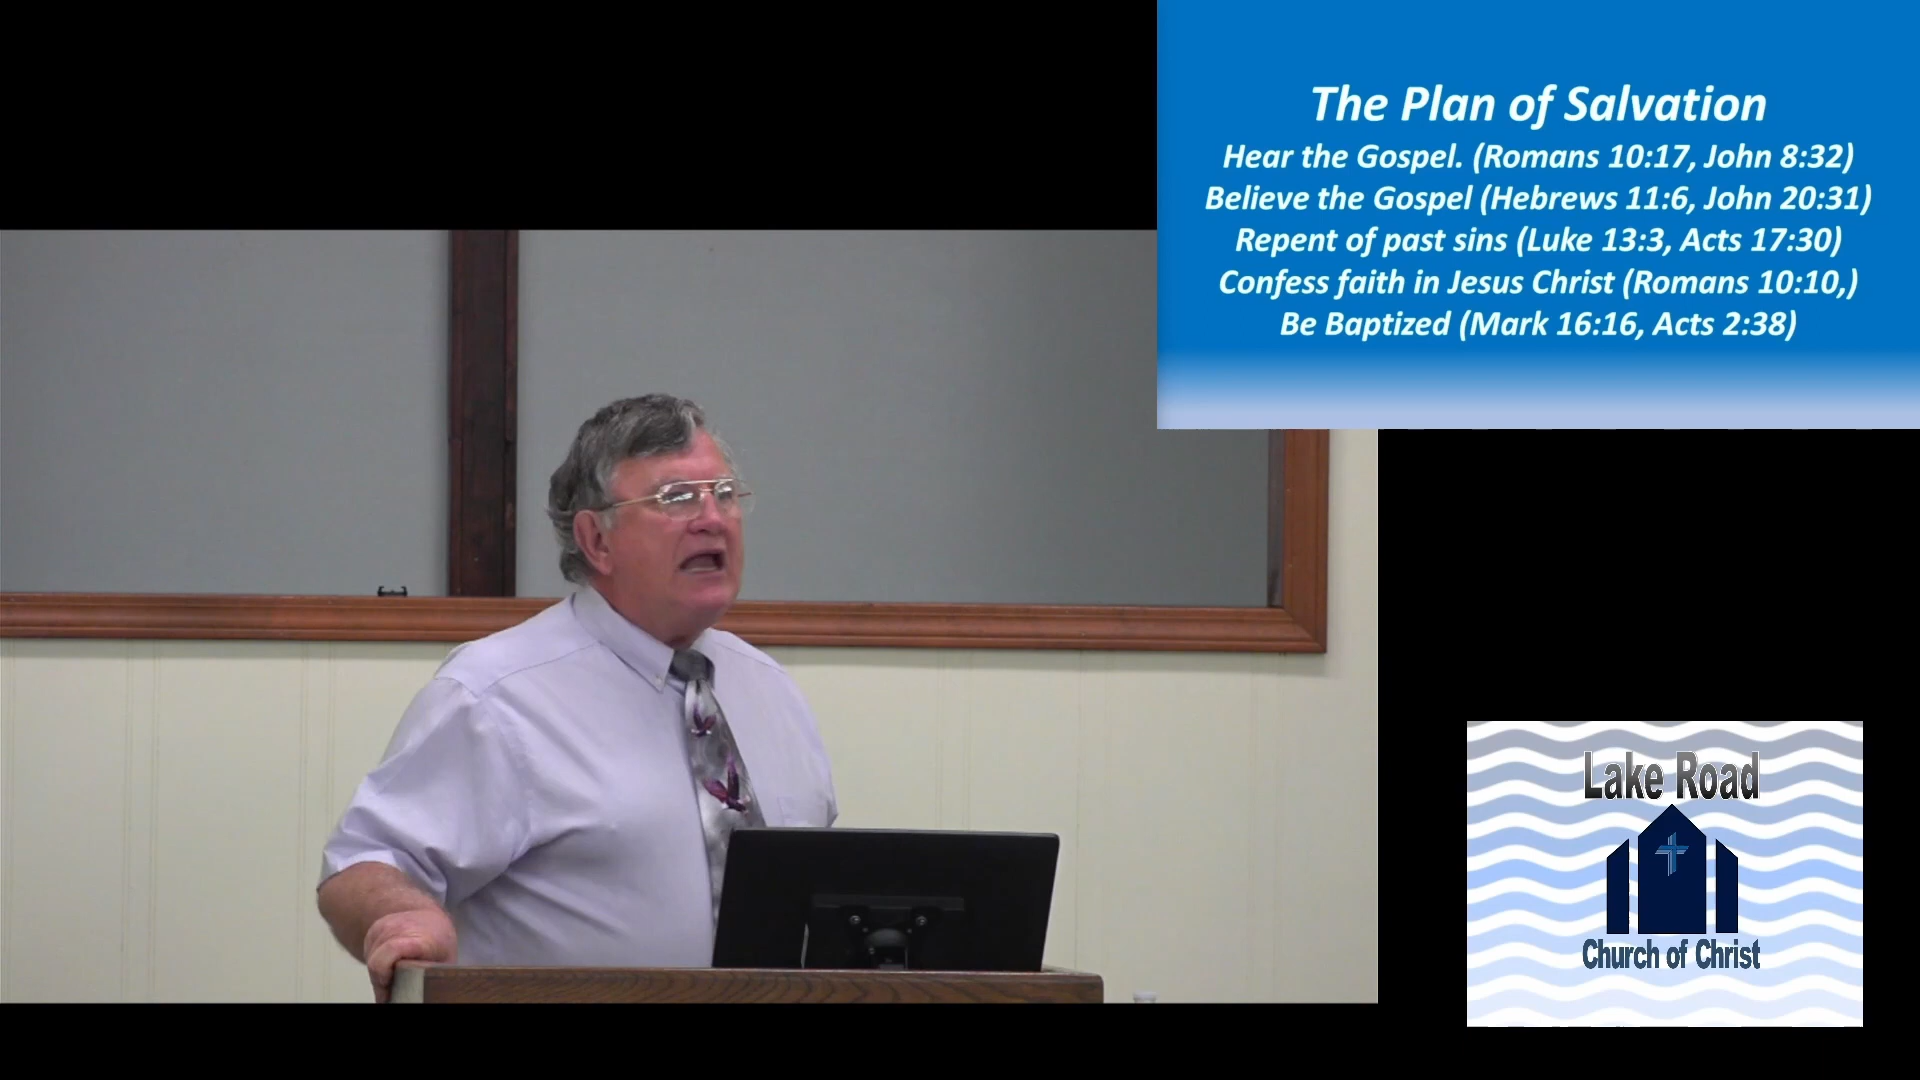 The Plan of Salvation
Hear the Gospel. (Romans 10:17, John 8:32)
Believe the Gospel (Hebrews 11:6, John 20:31)
Repent of past sins (Luke 13:3, Acts 17:30)
Confess faith in Jesus Christ (Romans 10:10,)
Be Baptized (Mark 16:16, Acts 2:38)
Lake Road
Church of Christ